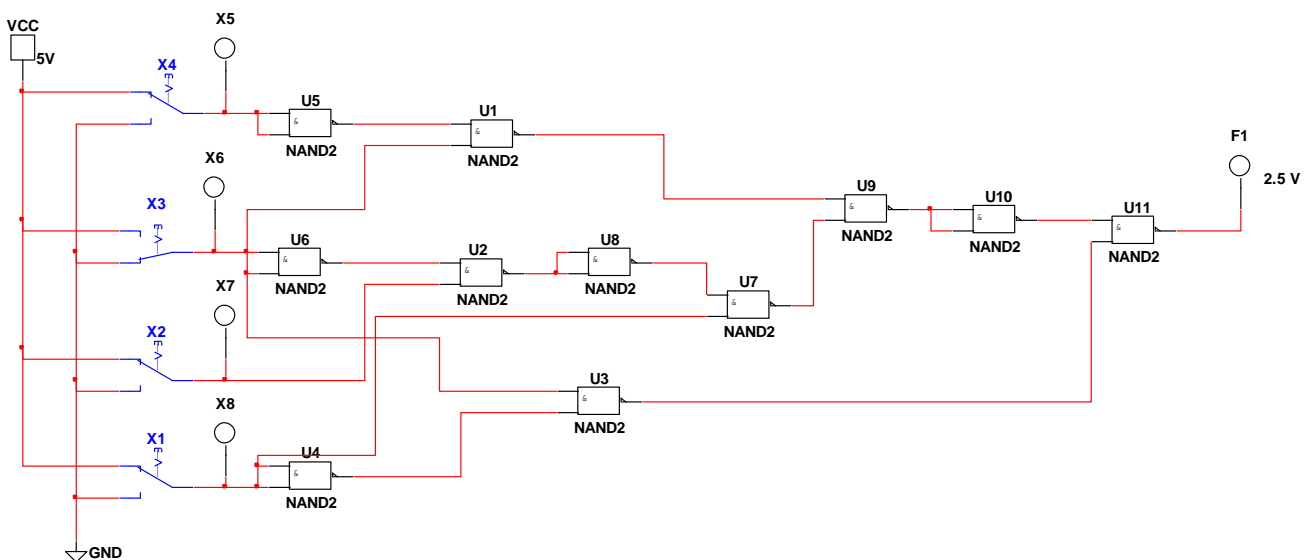 VCC
5V
X5
X4
U5
&
NAND2
U1
&
NAND2
X6
X3
U6
&
NAND2
U2
&
NAND2
U8
&
NAND2
U9
&
NAND2
U10
&
NAND2
U11
&
NAND2
F1
2.5 V
X7
U7
&
NAND2
X2
U3
&
NAND2
X8
X1
U4
&
NAND2
GND